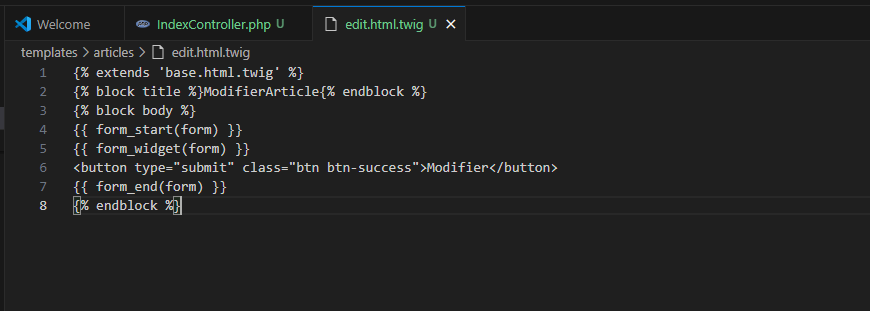 Welcome IndexController.php U edit.html.twig U
templates > articles > edit.html.twig
1 {% extends 'base.html.twig' %}
2 {% block title %}ModifierArticle{% endblock %}
3 {% block body %}
4 {{ form_start(form) }}
5 {{ form_widget(form) }}
6 <button type="submit" class="btn btn-success">Modifier</button>
7 {{ form_end(form) }}
8 {% endblock %}